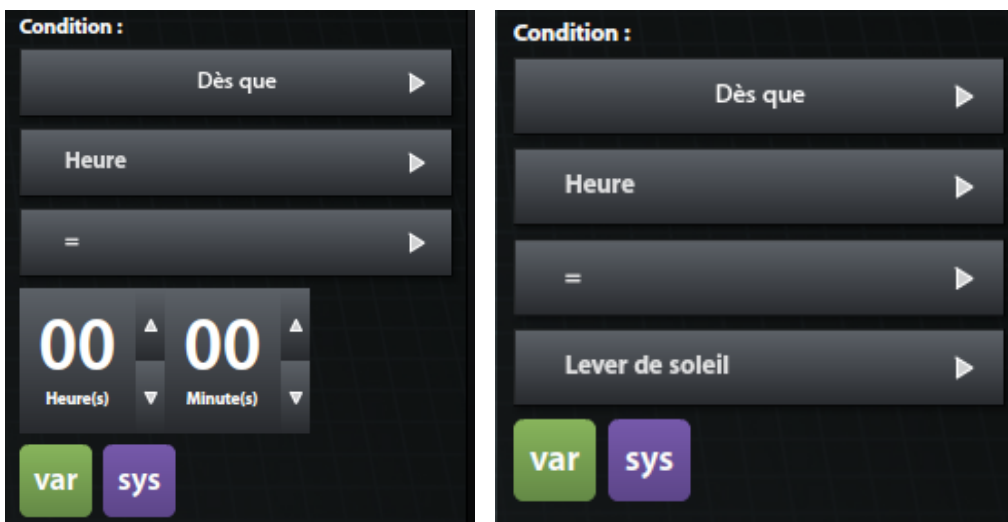 Condition :
Dès que
Heure
=
00 00
Heure(s) Minute(s)
var sys
Condition :
Dès que
Heure
=
Lever de soleil
var sys